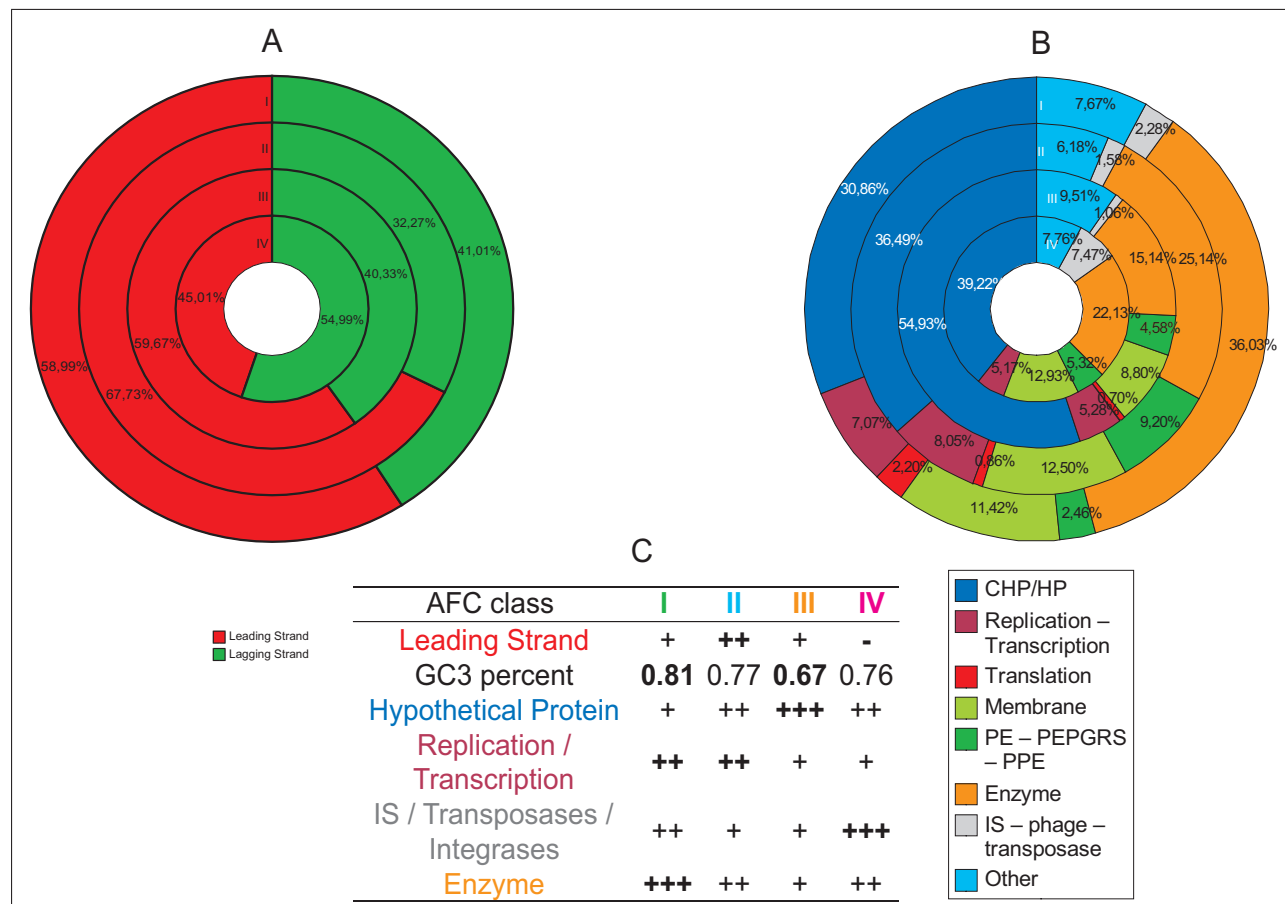 A
I
II
III
IV
32,27%
41,01%
40,33%
45,01%
54,99%
59,67%
58,99%
67,73%
B
I
7,67%
2,28%
II
6,18%
1,58%
30,86%
III
9,51%
1,06%
36,49%
IV
7,76%
7,47%
15,14%
25,14%
39,22%
22,13%
54,93%
4,58%
36,03%
5,32%
8,80%
5,17%
12,93%
0,70%
5,28%
9,20%
7,07%
8,05%
0,86%
12,50%
2,20%
11,42%
2,46%
C
AFC class I II III IV
Leading Strand + ++ + -
GC3 percent 0.81 0.77 0.67 0.76
Hypothetical Protein + ++ +++ ++
Replication /
Transcription ++ ++ + +
IS / Transposases /
Integrases ++ + + +++
Enzyme +++ ++ + ++
Leading Strand
Lagging Strand
CHP/HP
Replication –
Transcription
Translation
Membrane
PE – PEPGRS
– PPE
Enzyme
IS – phage –
transposase
Other